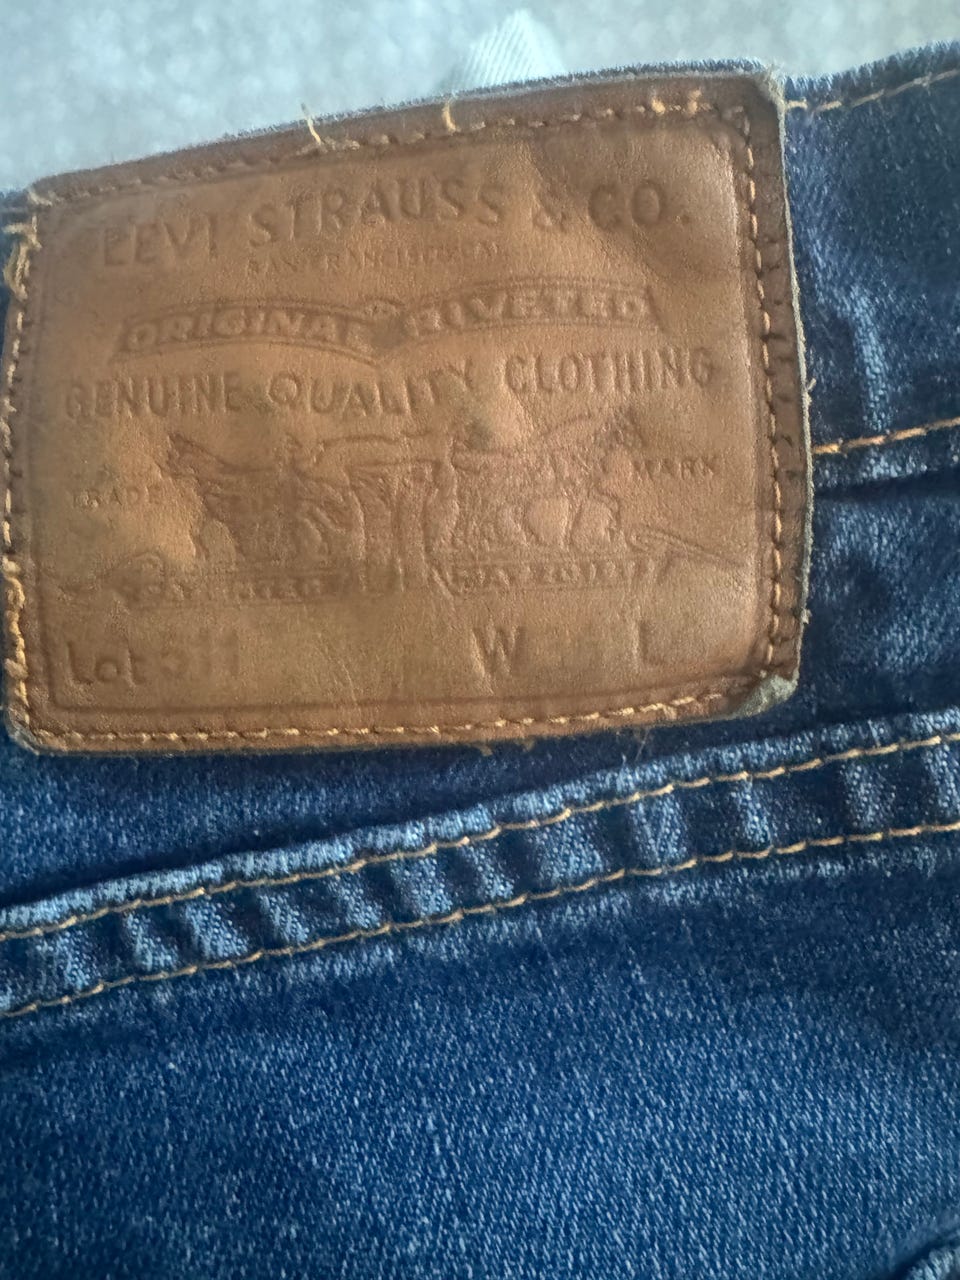 LEVI STRAUSS & CO.
ORIGINAL RIVETED
GENUINE QUALITY CLOTHING
TRADE MARK
Lot 511 W L